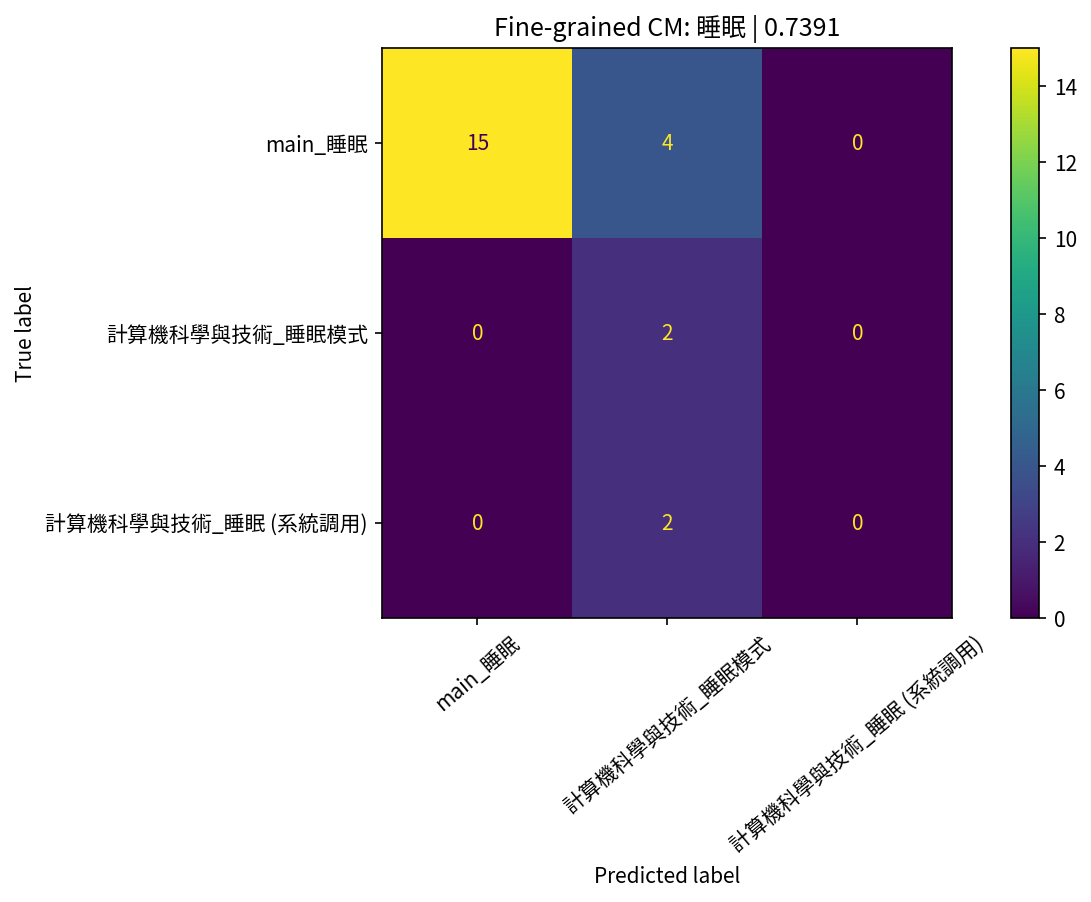 Fine-grained CM: 睡眠 | 0.7391
True label
main_睡眠
計算機科學與技術_睡眠模式
計算機科學與技術_睡眠 (系統調用)
15 4 0
0 2 0
0 2 0
main_睡眠
計算機科學與技術_睡眠模式
計算機科學與技術_睡眠 (系統調用)
Predicted label
14
12
10
8
6
4
2
0